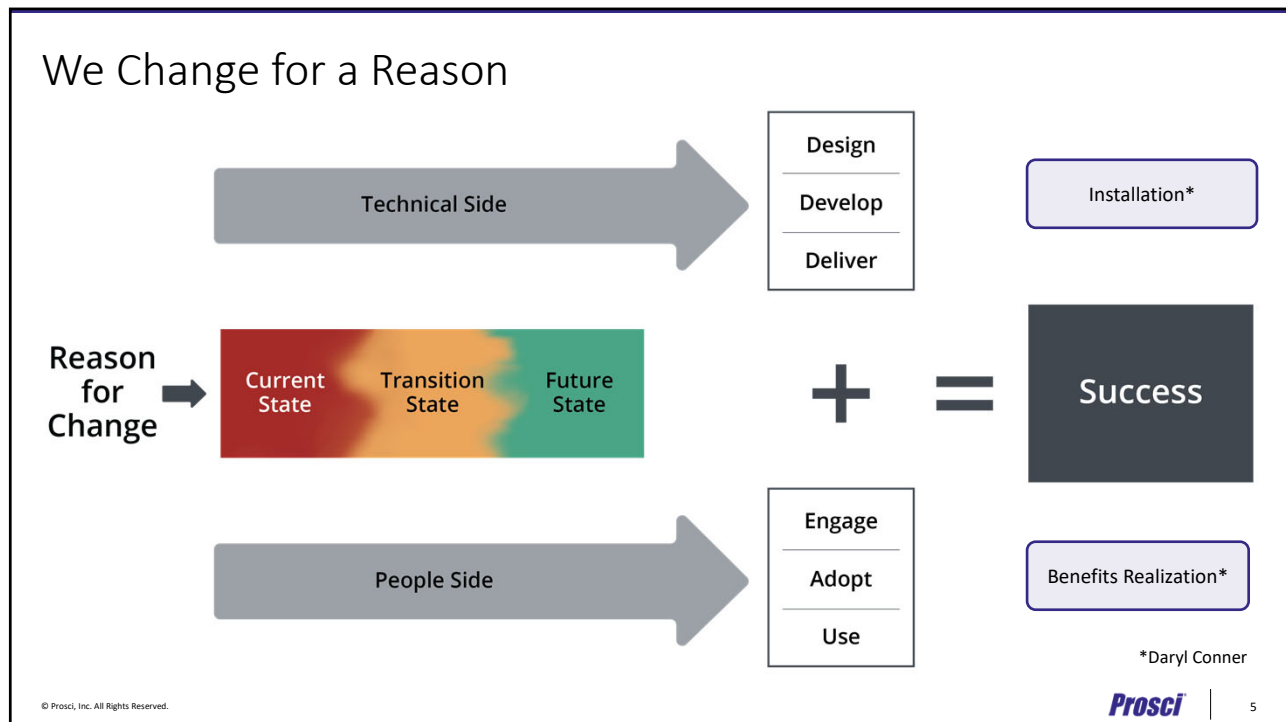 We Change for a Reason
Technical Side
Design
Develop
Deliver
Installation*
Reason
for
Change
Current
State
Transition
State
Future
State
+
=
Success
People Side
Engage
Adopt
Use
Benefits Realization*
*Daryl Conner
© Prosci, Inc. All Rights Reserved.
Prosci
5